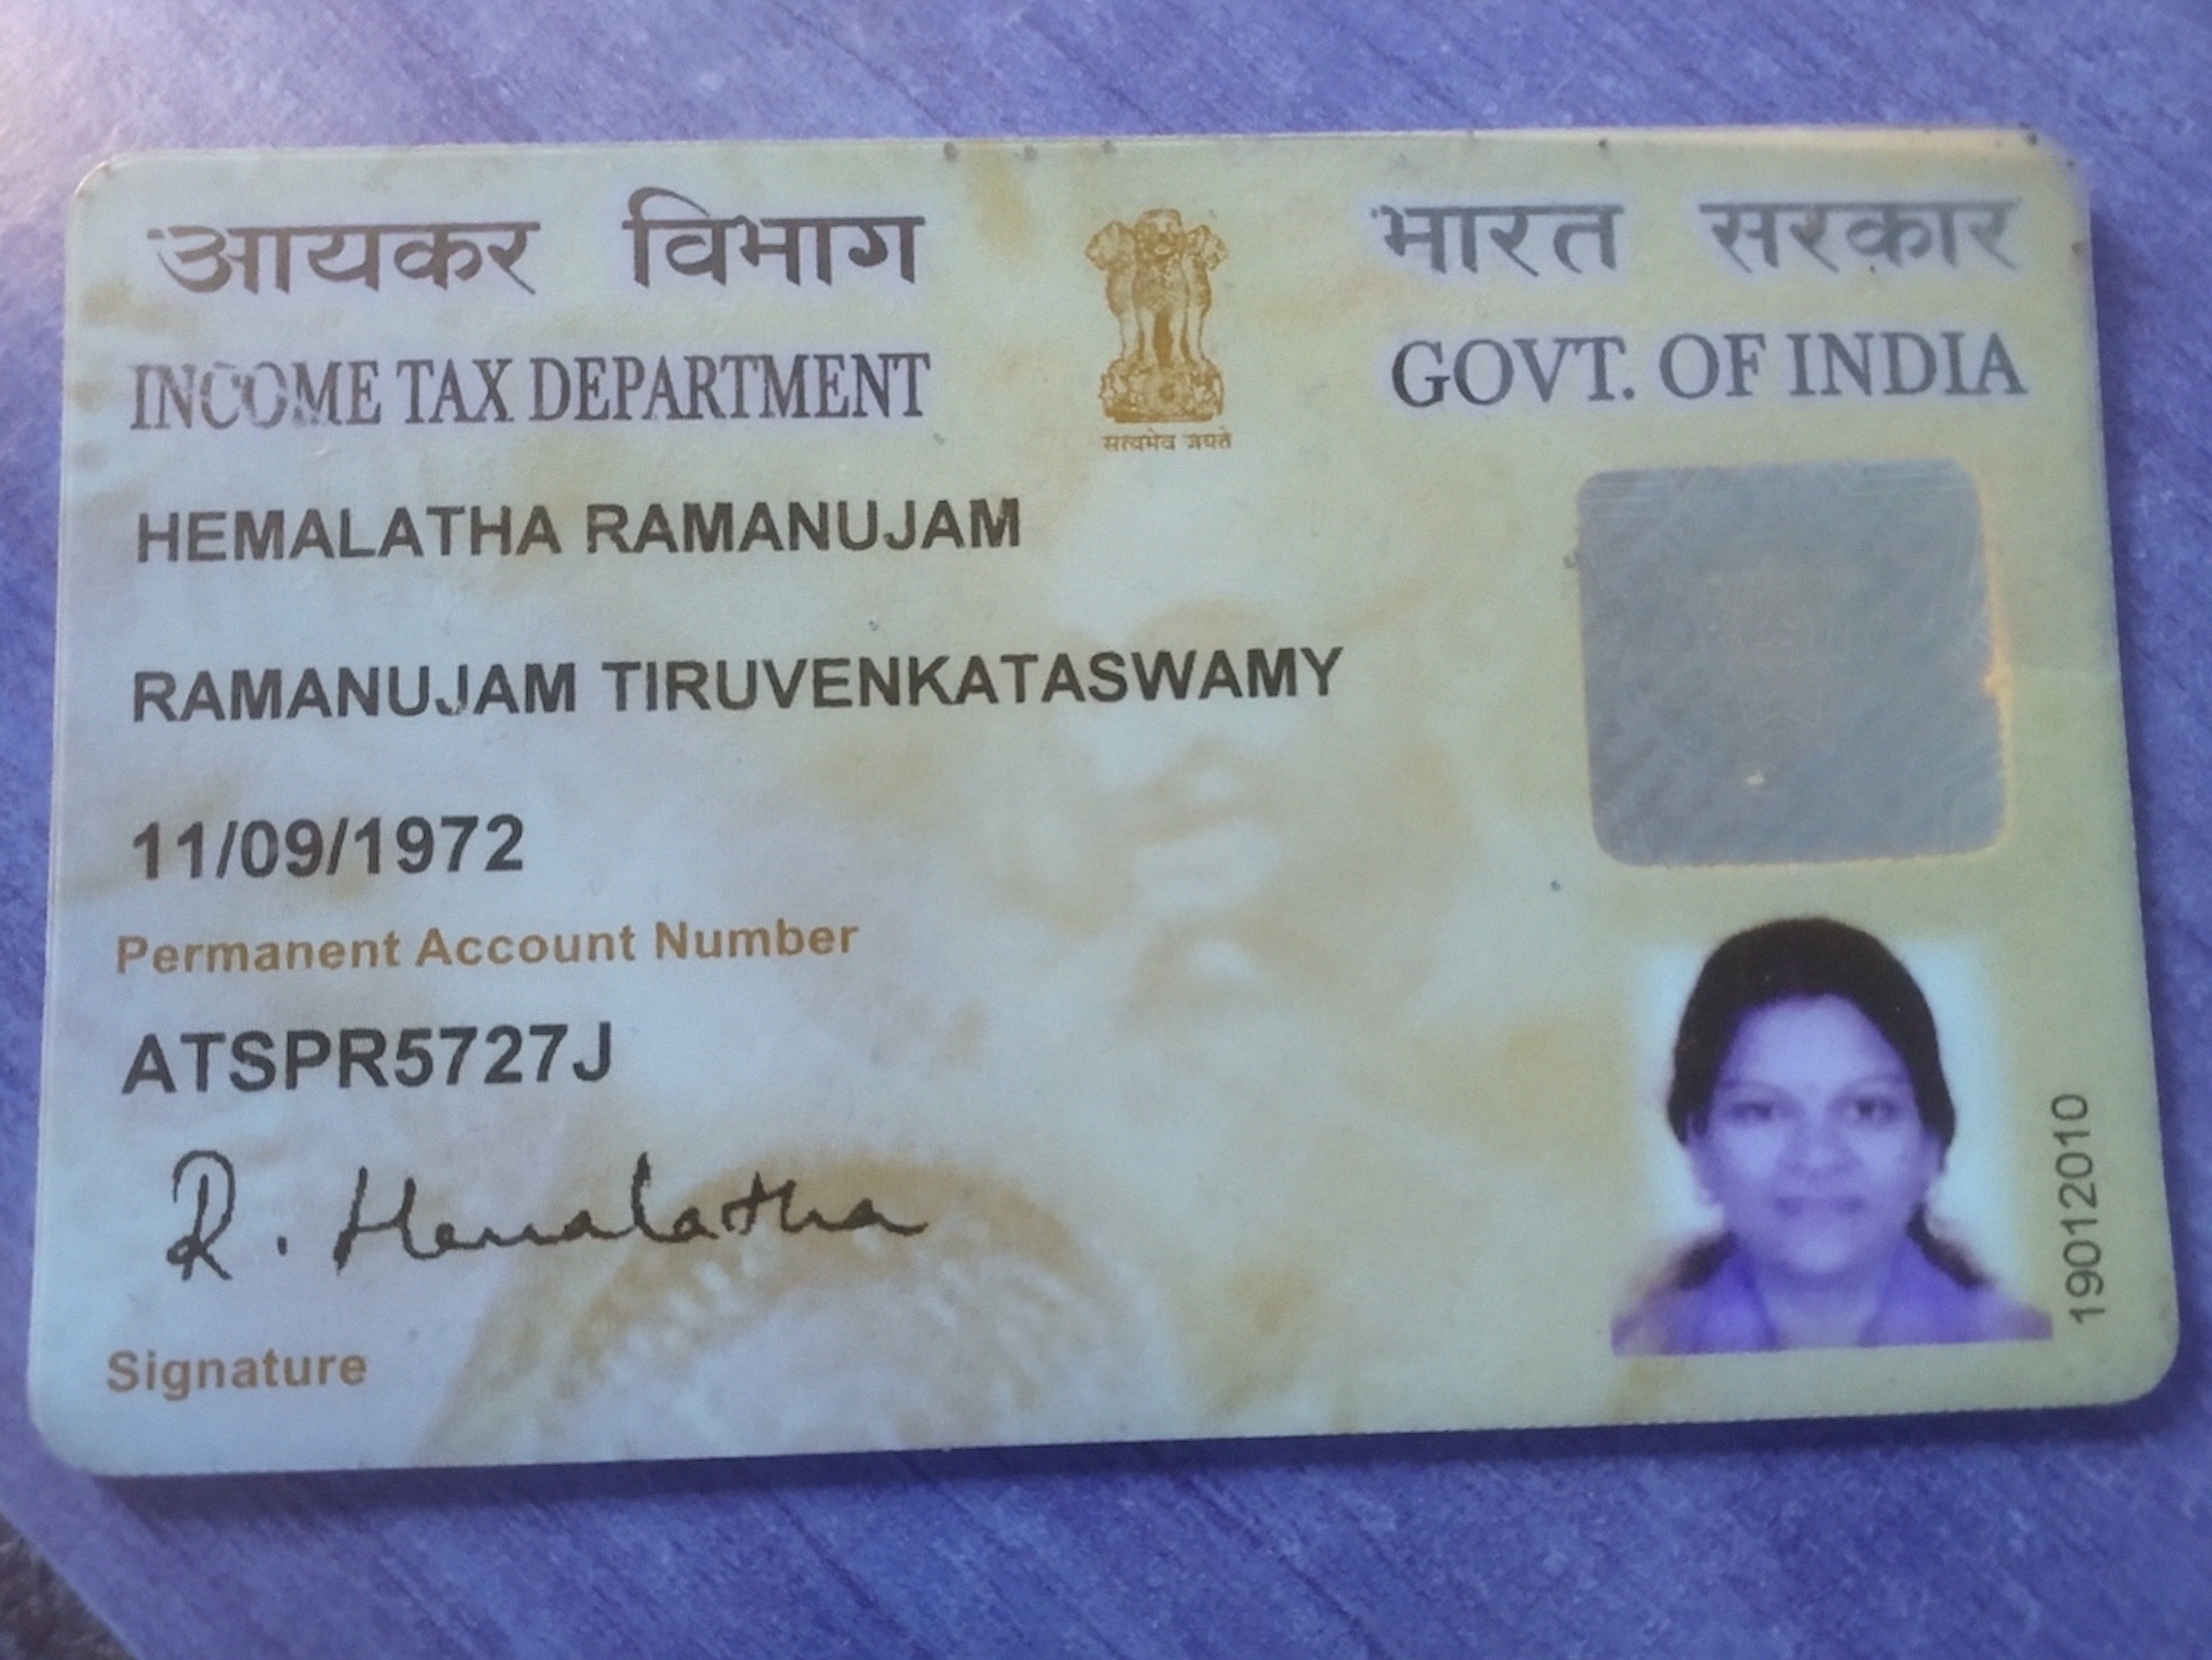 आयकर विभाग
INCOME TAX DEPARTMENT
सत्यमेव जयते
भारत सरकार
GOVT. OF INDIA
HEMALATHA RAMANUJAM
RAMANUJAM TIRUVENKATASWAMY
11/09/1972
Permanent Account Number
ATSPR5727J
R. Hemalatha
Signature
19012010